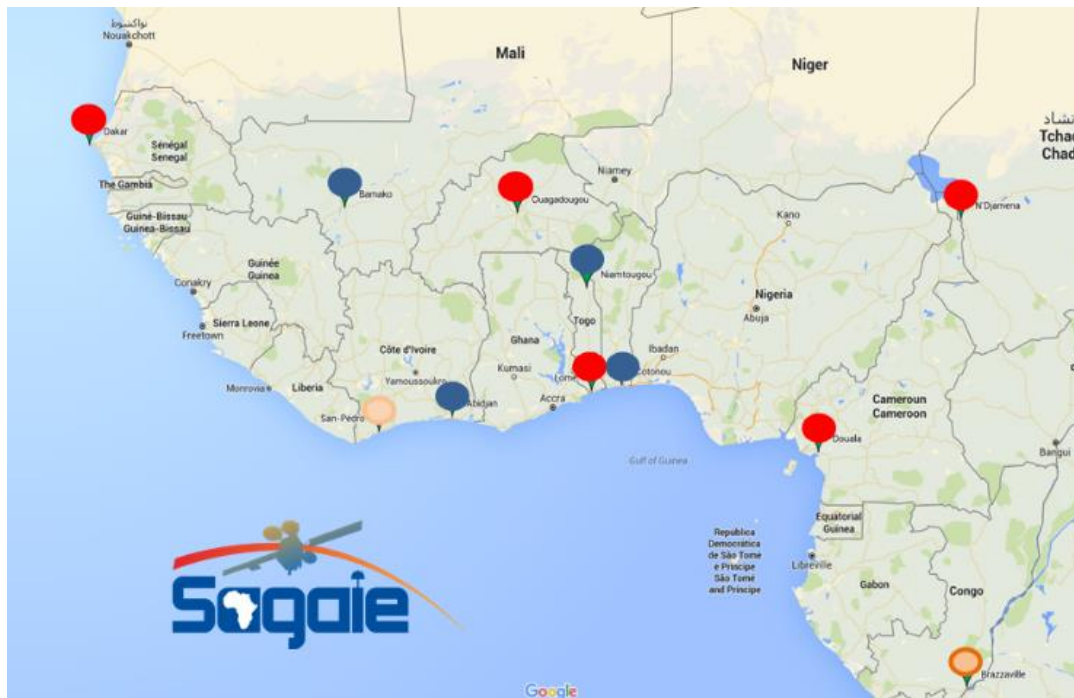 نواكشوط
Nouakchott
Mali
Niger
تشاد
Tchad
Chad
Dakar
Sénégal
Senegal
The Gambia
Bamako
Ouagadougou
Niamey
N'Djamena
Kano
Guiné-Bissau
Guinea-Bissau
Guinée
Guinea
Niamtougou
Conakry
Nigeria
Abuja
Sierra Leone
Freetown
Togo
Ghana
Côte d'Ivoire
Ibadan
Kumasi
Lomé
Cotonou
Yamoussoukro
Monrovia
Liberia
Abidjan
Accra
San-Pedro
Cameroun
Cameroon
Douala
Bangui
Gulf of Guinea
Equatorial
Guinea
República
Democrática
de São Tomé
e Príncipe
São Tomé
and Príncipe
Libreville
Gabon
Congo
Sagaie
Brazzaville
Google